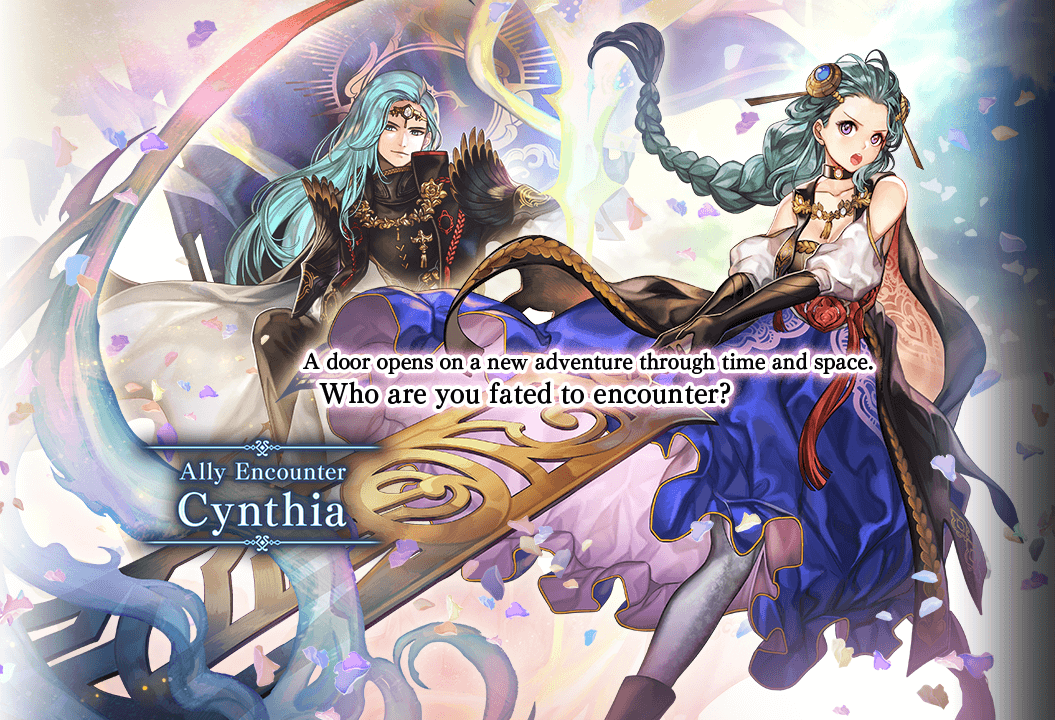 A door opens on a new adventure through time and space.
Who are you fated to encounter?
Ally Encounter
Cynthia